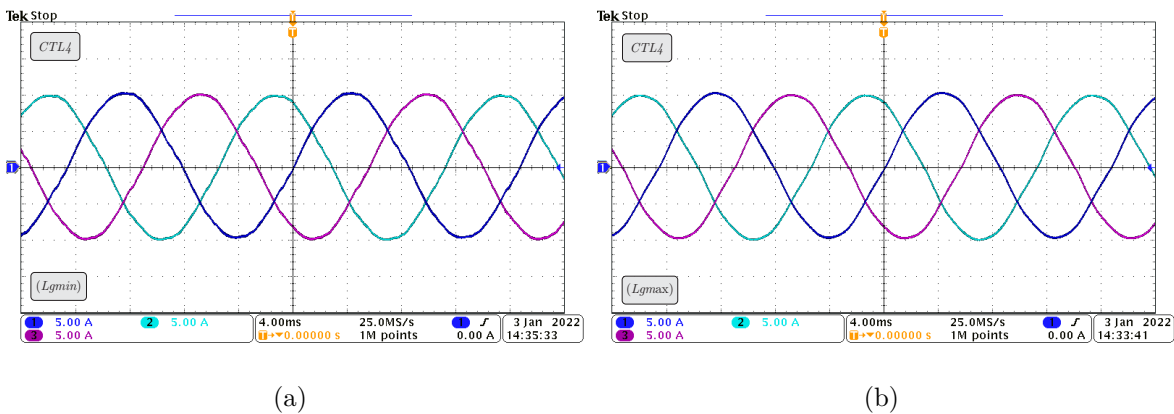 Tek Stop
T
T
CTL4
1
(Lgmin)
1 5.00 A 2 5.00 A
3 5.00 A
4.00ms 25.0MS/s
T→▼0.00000 s 1M points
1 ∫ 0.00 A
3 Jan 2022
14:35:33
(a)
Tek Stop
T
T
CTL4
1
(Lgmax)
1 5.00 A 2 5.00 A
3 5.00 A
4.00ms 25.0MS/s
T→▼0.00000 s 1M points
1 ∫ 0.00 A
3 Jan 2022
14:33:41
(b)